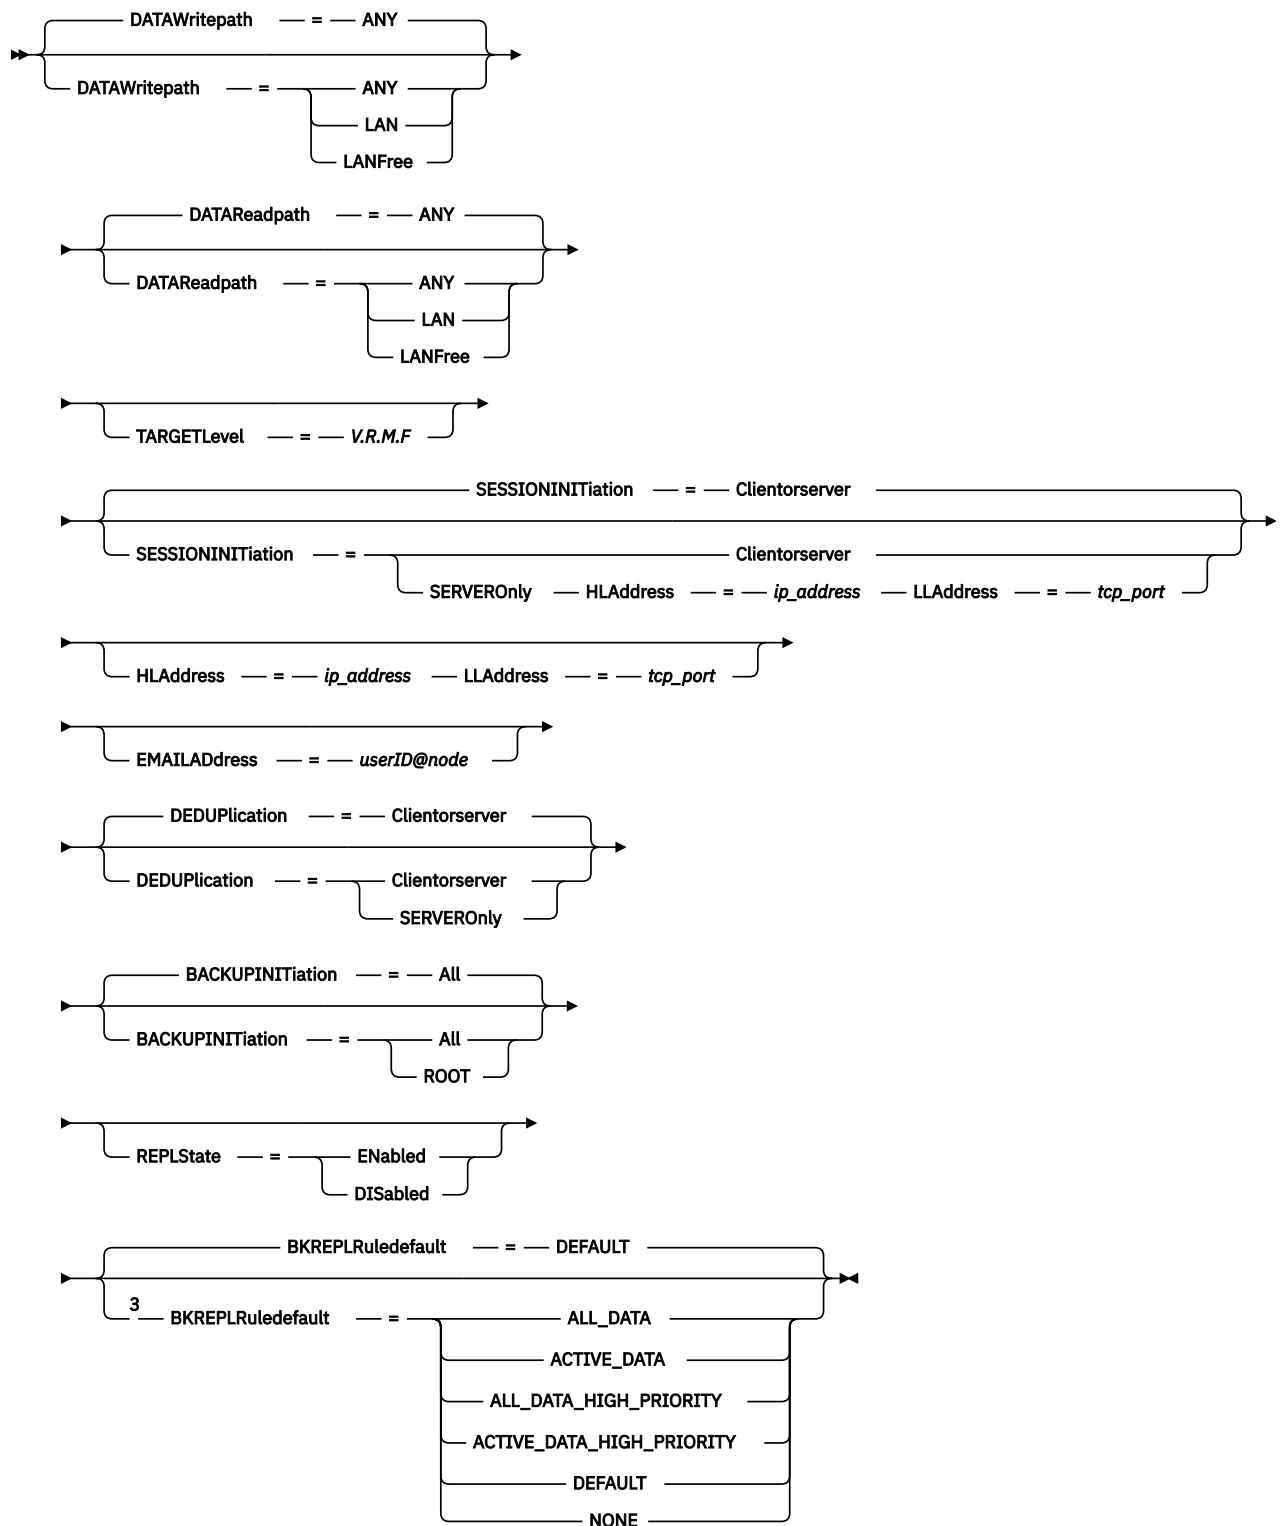 DATAWritepath = ANY
DATAWritepath = ANY
LAN
LANFree
DATAReadpath = ANY
DATAReadpath = ANY
LAN
LANFree
TARGETLevel = V.R.M.F
SESSIONINITiation = Clientorserver
SESSIONINITiation = Clientorserver
SERVEROnly HLAddress = ip_address LLAddress = tcp_port
HLAddress = ip_address LLAddress = tcp_port
EMAILADdress = userID@node
DEDUPlication = Clientorserver
DEDUPlication = Clientorserver
SERVEROnly
BACKUPINITiation = All
BACKUPINITiation = All
ROOT
REPLState = ENabled
DISabled
BKREPLRuledefault = DEFAULT
3 BKREPLRuledefault = ALL_DATA
ACTIVE_DATA
ALL_DATA_HIGH_PRIORITY
ACTIVE_DATA_HIGH_PRIORITY
DEFAULT
NONE